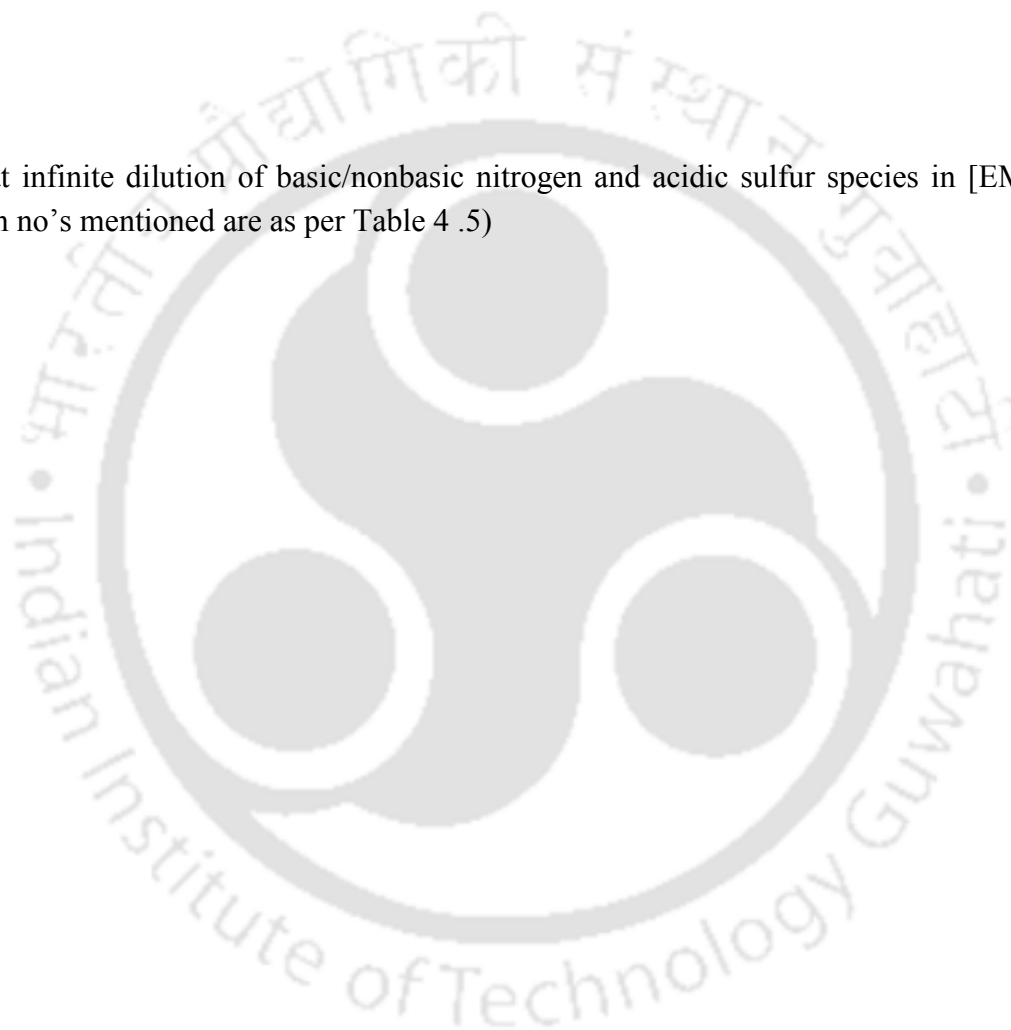 t infinite dilution of basic/nonbasic nitrogen and acidic sulfur species in [EM
n no’s mentioned are as per Table 4 .5)
भारतीय प्रौद्योगिकी संस्थान गुवाहाटी
Indian Institute of Technology Guwahati